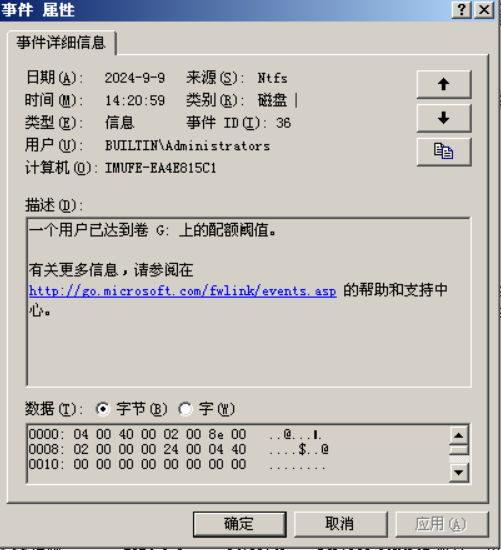 事件 属性
事件详细信息
日期(A): 2024-9-9 来源(S): Ntfs
时间(M): 14:20:59 类别(R): 磁盘
类型(E): 信息 事件 ID(I): 36
用户(U): BUILTIN\Administrators
计算机(O): IMUFE-EA4E815C1
描述(D):
一个用户已达到卷 G: 上的配额阈值。
有关更多信息，请参阅在
http://go.microsoft.com/fwlink/events.asp 的帮助和支持中
心。
数据(T): 字节(B) 字(W)
0000: 04 00 40 00 02 00 8e 00 ..@...
0008: 02 00 00 00 24 00 04 40 ....$..@
0010: 00 00 00 00 00 00 00 00 ........
确定 取消 应用(A)